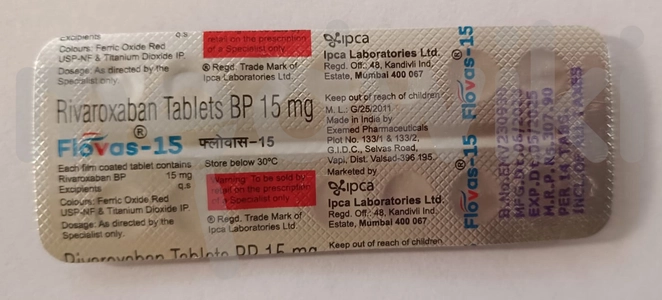 Excipients q.s
Colours: Ferric Oxide Red
USP-NF & Titanium Dioxide IP.
Dosage: As directed by the
Specialist only.
retail on the prescription
of a Specialist only.
® Regd. Trade Mark of
Ipca Laboratories Ltd.
ipca
Ipca Laboratories Ltd.
Regd. Off.: 48, Kandivli Ind.
Estate, Mumbai 400 067
Rivaroxaban Tablets BP 15 mg
Flovas-15® फ्लोवास-15
Each film coated tablet contains
Rivaroxaban BP 15 mg
Excipients q.s
Colours: Ferric Oxide Red
USP-NF & Titanium Dioxide IP.
Dosage: As directed by the
Specialist only.
Store below 30°C
Warning: To be sold by
retail on the prescription
of a Specialist only.
® Regd. Trade Mark of
Ipca Laboratories Ltd.
Keep out of reach of children
M. L.: G/25/2011
Made in India by
Exemed Pharmaceuticals
Plot No. 133/1 & 133/2,
G.I.D.C., Selvas Road,
Vapi, Dist. Valsad-396 195.
Marketed by
ipca
Ipca Laboratories Ltd.
Regd. Off.: 48, Kandivli Ind.
Estate, Mumbai 400 067
Keep out of reach of children
Rivaroxaban Tablets BP 15 mg
Flovas-15®
Flovas-15®
PER 14 TABS.